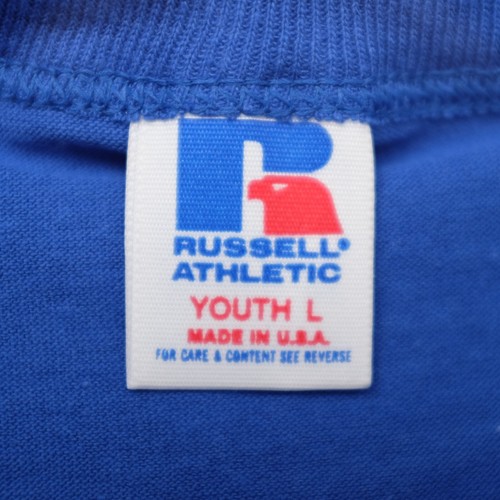 R
RUSSELL®
ATHLETIC
YOUTH L
MADE IN U.S.A.
FOR CARE & CONTENT SEE REVERSE